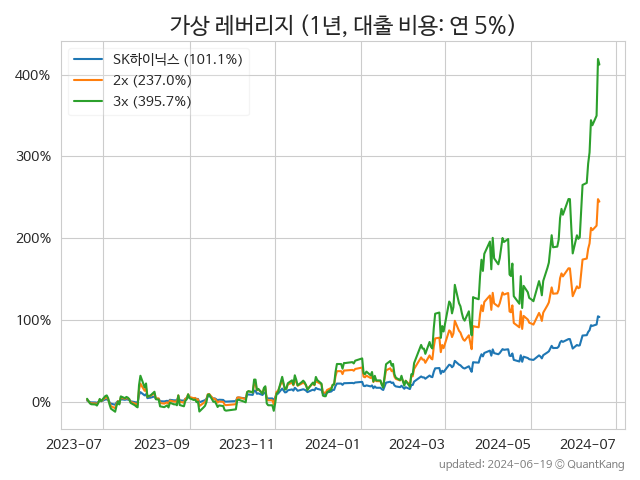 가상 레버리지 (1년, 대출 비용: 연 5%)
SK하이닉스 (101.1%)
2x (237.0%)
3x (395.7%)
400%
300%
200%
100%
0%
2023-07 2023-09 2023-11 2024-01 2024-03 2024-05 2024-07
updated: 2024-06-19 © QuantKang